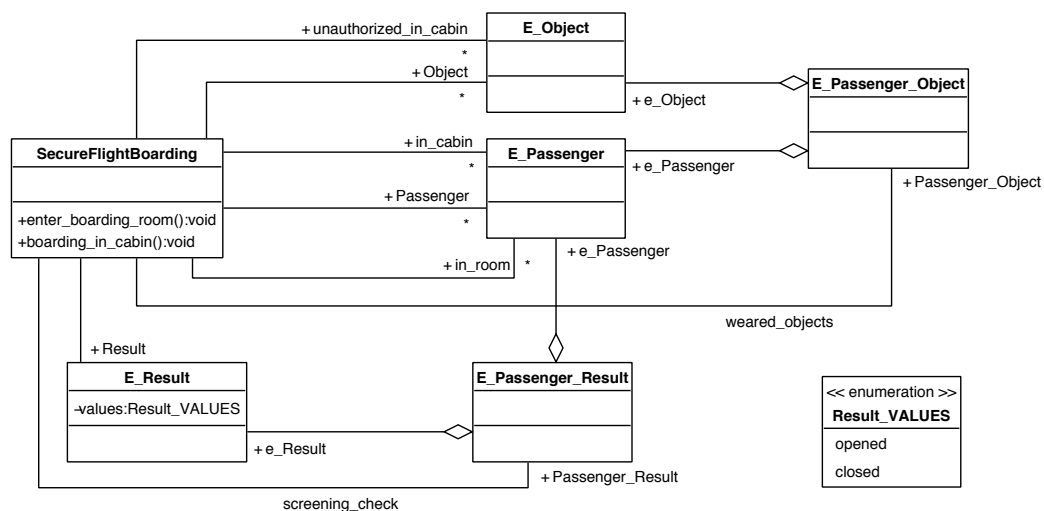 + unauthorized_in_cabin
*
E_Object
+ Object
*
+ e_Object
E_Passenger_Object
SecureFlightBoarding
+enter_boarding_room():void
+boarding_in_cabin():void
+ in_cabin
*
E_Passenger
+ e_Passenger
+ Passenger_Object
+ Passenger
*
+ in_room *
+ e_Passenger
weared_objects
+ Result
E_Result
-values:Result_VALUES
+ e_Result
E_Passenger_Result
+ Passenger_Result
screening_check
<< enumeration >>
Result_VALUES
opened
closed